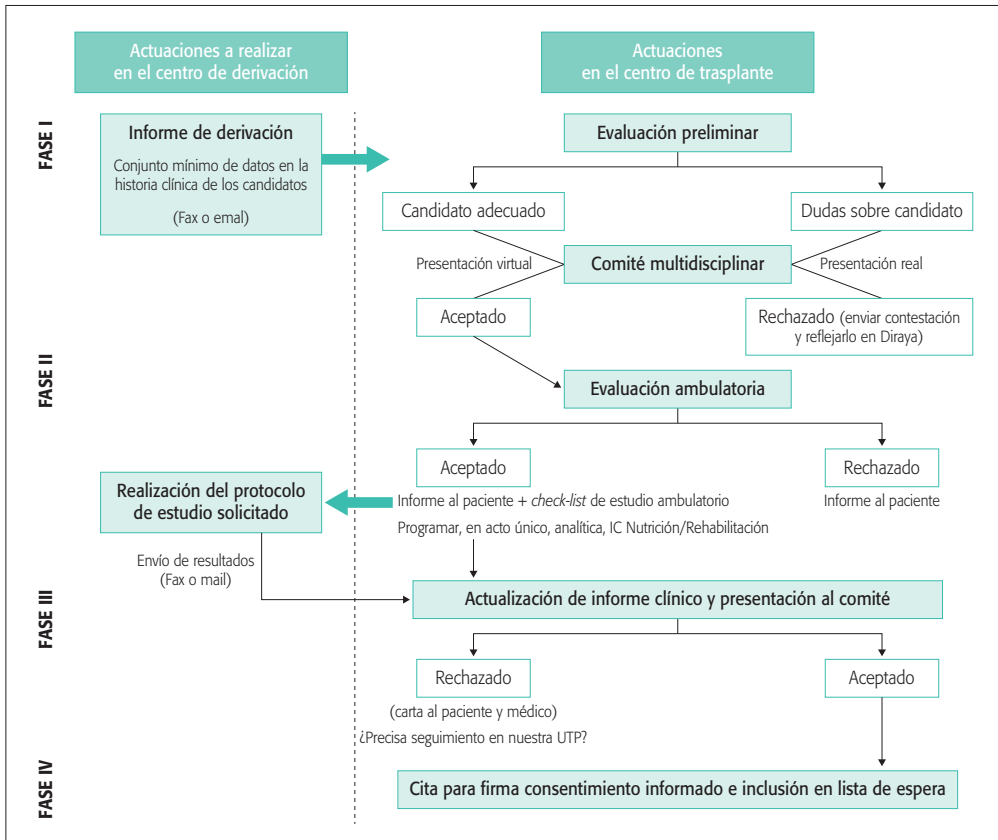 Actuaciones a realizar
en el centro de derivación
Actuaciones
en el centro de trasplante
FASE I
Informe de derivación
Conjunto mínimo de datos en la
historia clínica de los candidatos
(Fax o emal)
Evaluación preliminar
Candidato adecuado
Dudas sobre candidato
Presentación virtual
Comité multidisciplinar
Presentación real
Aceptado
Rechazado (enviar contestación
y reflejarlo en Diraya)
FASE II
Evaluación ambulatoria
Aceptado
Rechazado
Informe al paciente + check-list de estudio ambulatorio
Informe al paciente
Programar, en acto único, analítica, IC Nutrición/Rehabilitación
Realización del protocolo
de estudio solicitado
Envío de resultados
(Fax o mail)
FASE III
Actualización de informe clínico y presentación al comité
Rechazado
Aceptado
(carta al paciente y médico)
¿Precisa seguimiento en nuestra UTP?
FASE IV
Cita para firma consentimiento informado e inclusión en lista de espera